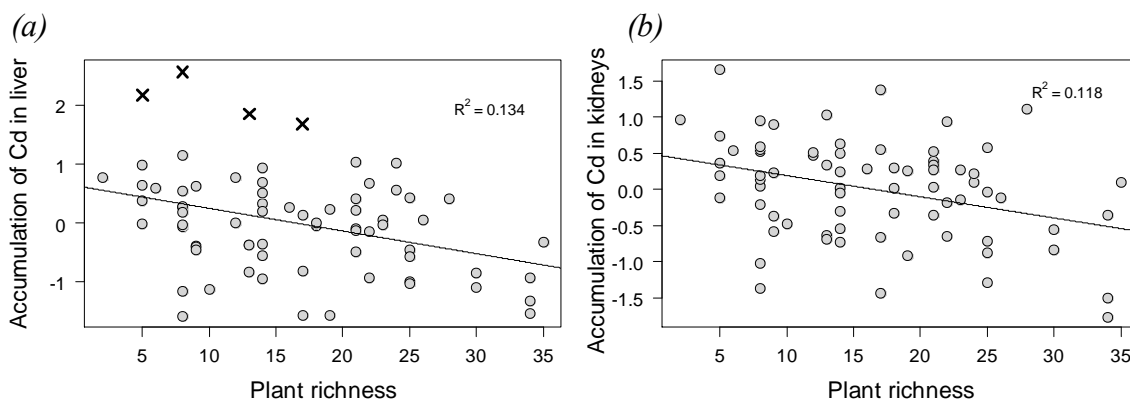 (a)
Accumulation of Cd in liver
2
1
0
-1
R² = 0.134
5 10 15 20 25 30 35
Plant richness
(b)
Accumulation of Cd in kidneys
1.5
1.0
0.5
0.0
-0.5
-1.0
-1.5
R² = 0.118
5 10 15 20 25 30 35
Plant richness